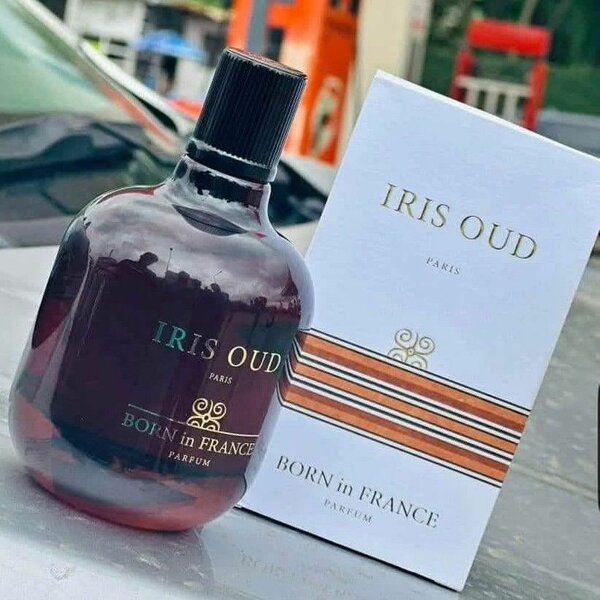 IRIS OUD
PARIS
BORN in FRANCE
PARFUM
IRIS OUD
PARIS
BORN in FRANCE
PARFUM